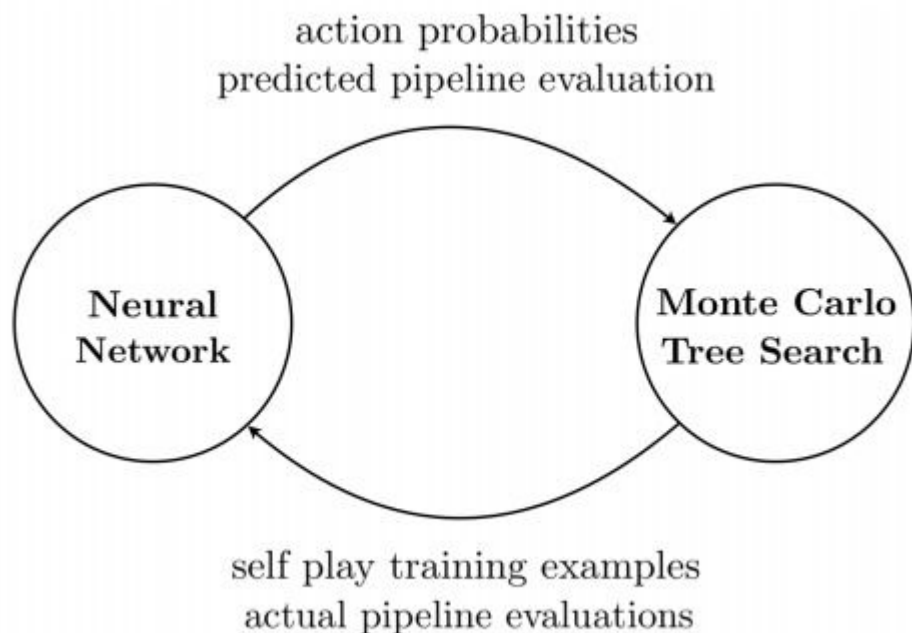 action probabilities
predicted pipeline evaluation
Neural
Network
Monte Carlo
Tree Search
self play training examples
actual pipeline evaluations